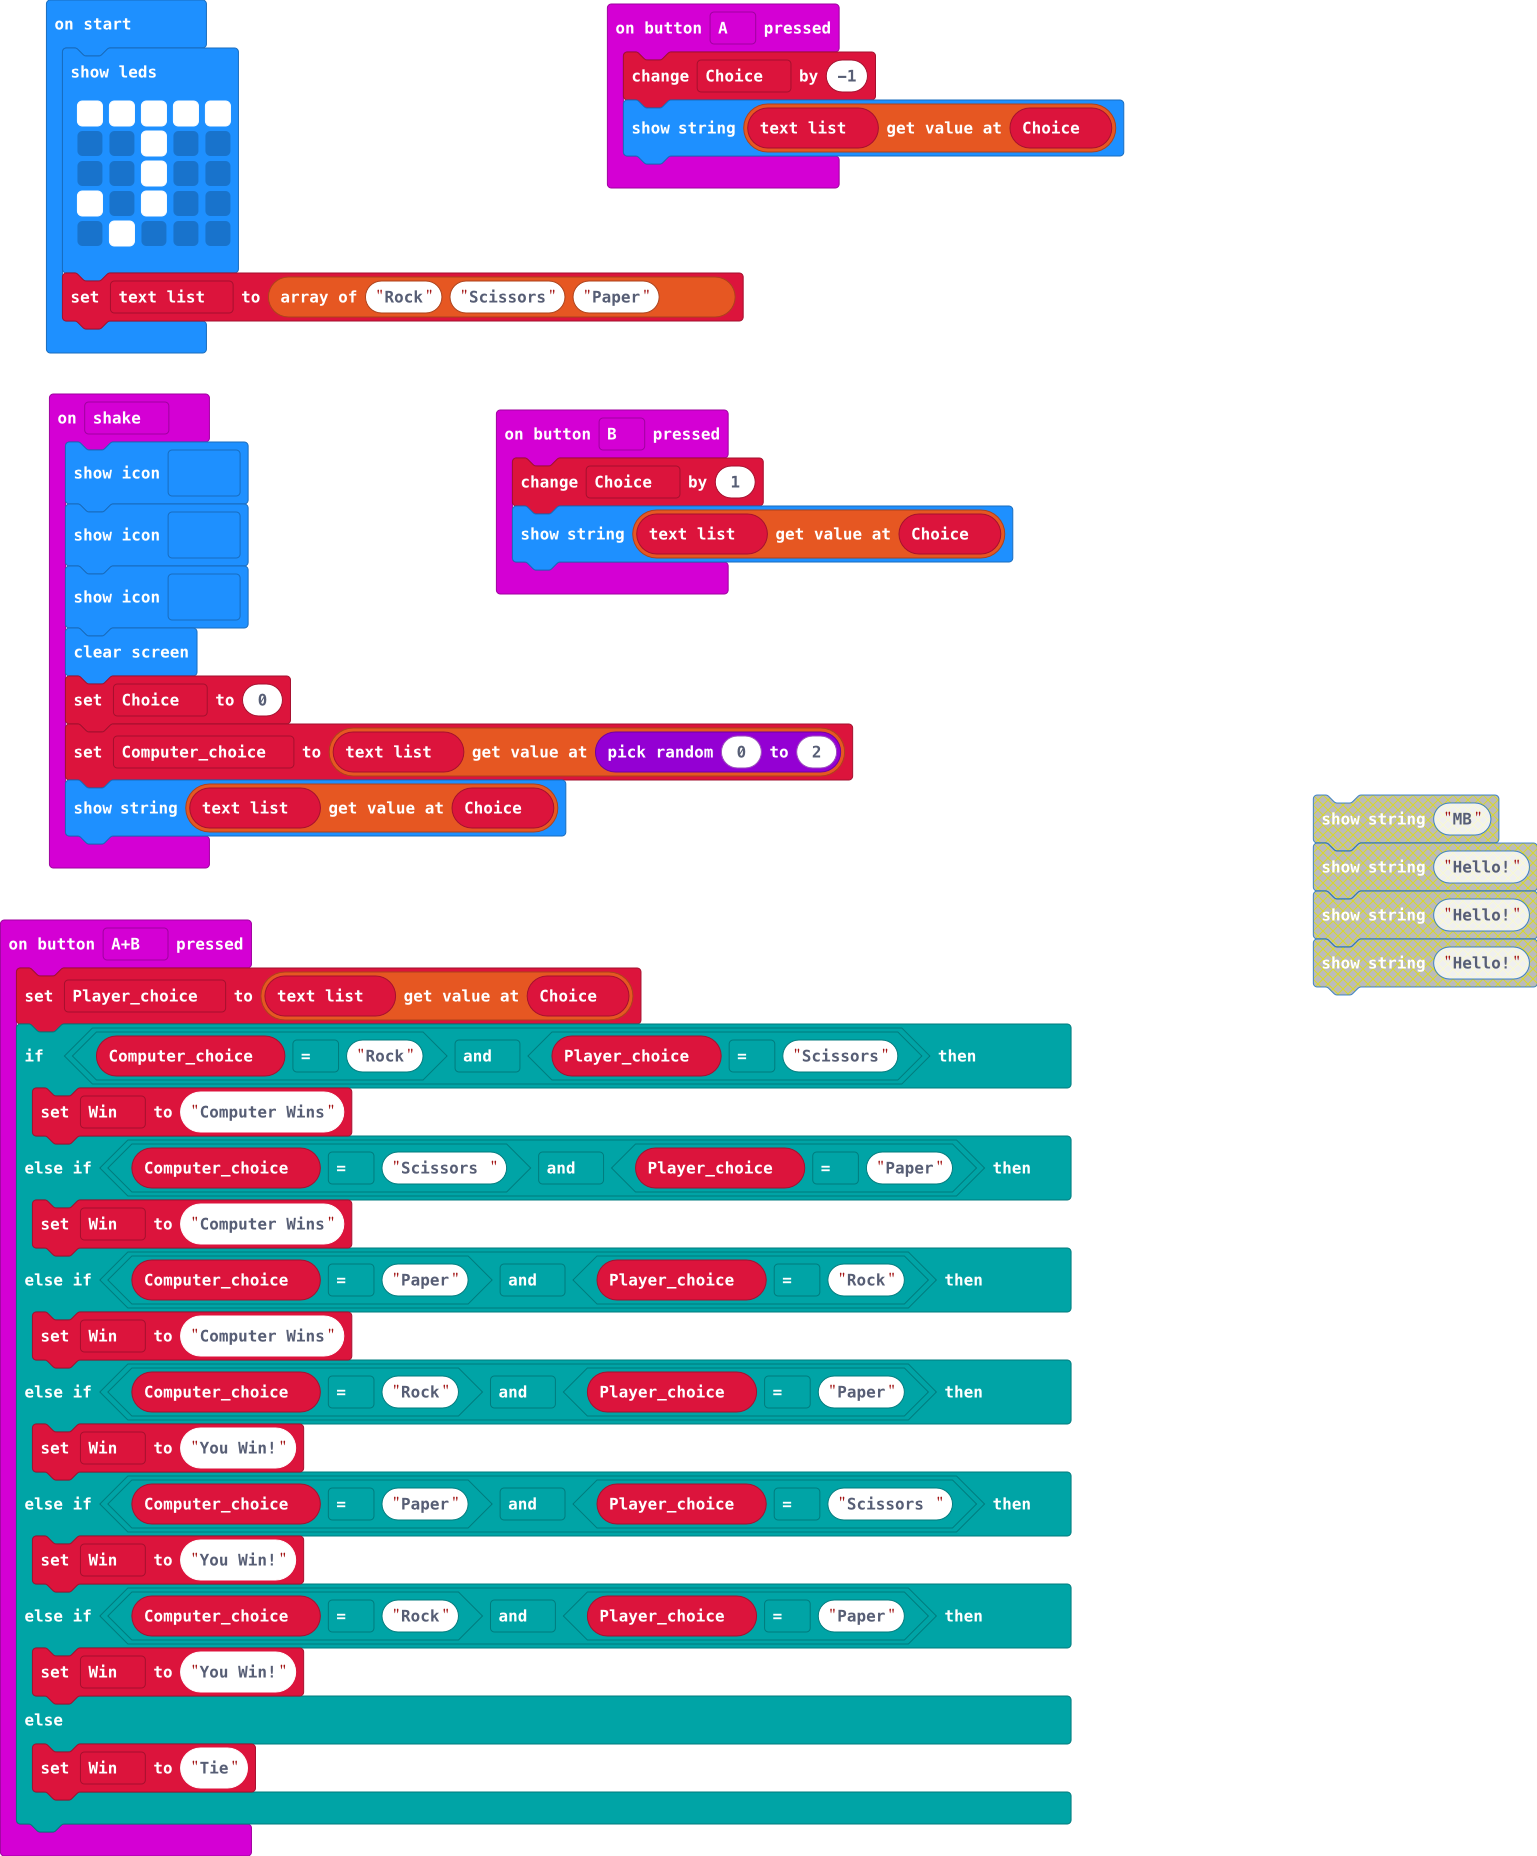 on start
show leds
set text list to array of "Rock" "Scissors" "Paper"
on button A pressed
change Choice by -1
show string text list get value at Choice
on shake
show icon
show icon
show icon
clear screen
set Choice to 0
set Computer_choice to text list get value at pick random 0 to 2
show string text list get value at Choice
on button B pressed
change Choice by 1
show string text list get value at Choice
show string "MB"
show string "Hello!"
show string "Hello!"
show string "Hello!"
on button A+B pressed
set Player_choice to text list get value at Choice
if Computer_choice = "Rock" and Player_choice = "Scissors" then
set Win to "Computer Wins"
else if Computer_choice = "Scissors " and Player_choice = "Paper" then
set Win to "Computer Wins"
else if Computer_choice = "Paper" and Player_choice = "Rock" then
set Win to "Computer Wins"
else if Computer_choice = "Rock" and Player_choice = "Paper" then
set Win to "You Win!"
else if Computer_choice = "Paper" and Player_choice = "Scissors " then
set Win to "You Win!"
else if Computer_choice = "Rock" and Player_choice = "Paper" then
set Win to "You Win!"
else
set Win to "Tie"